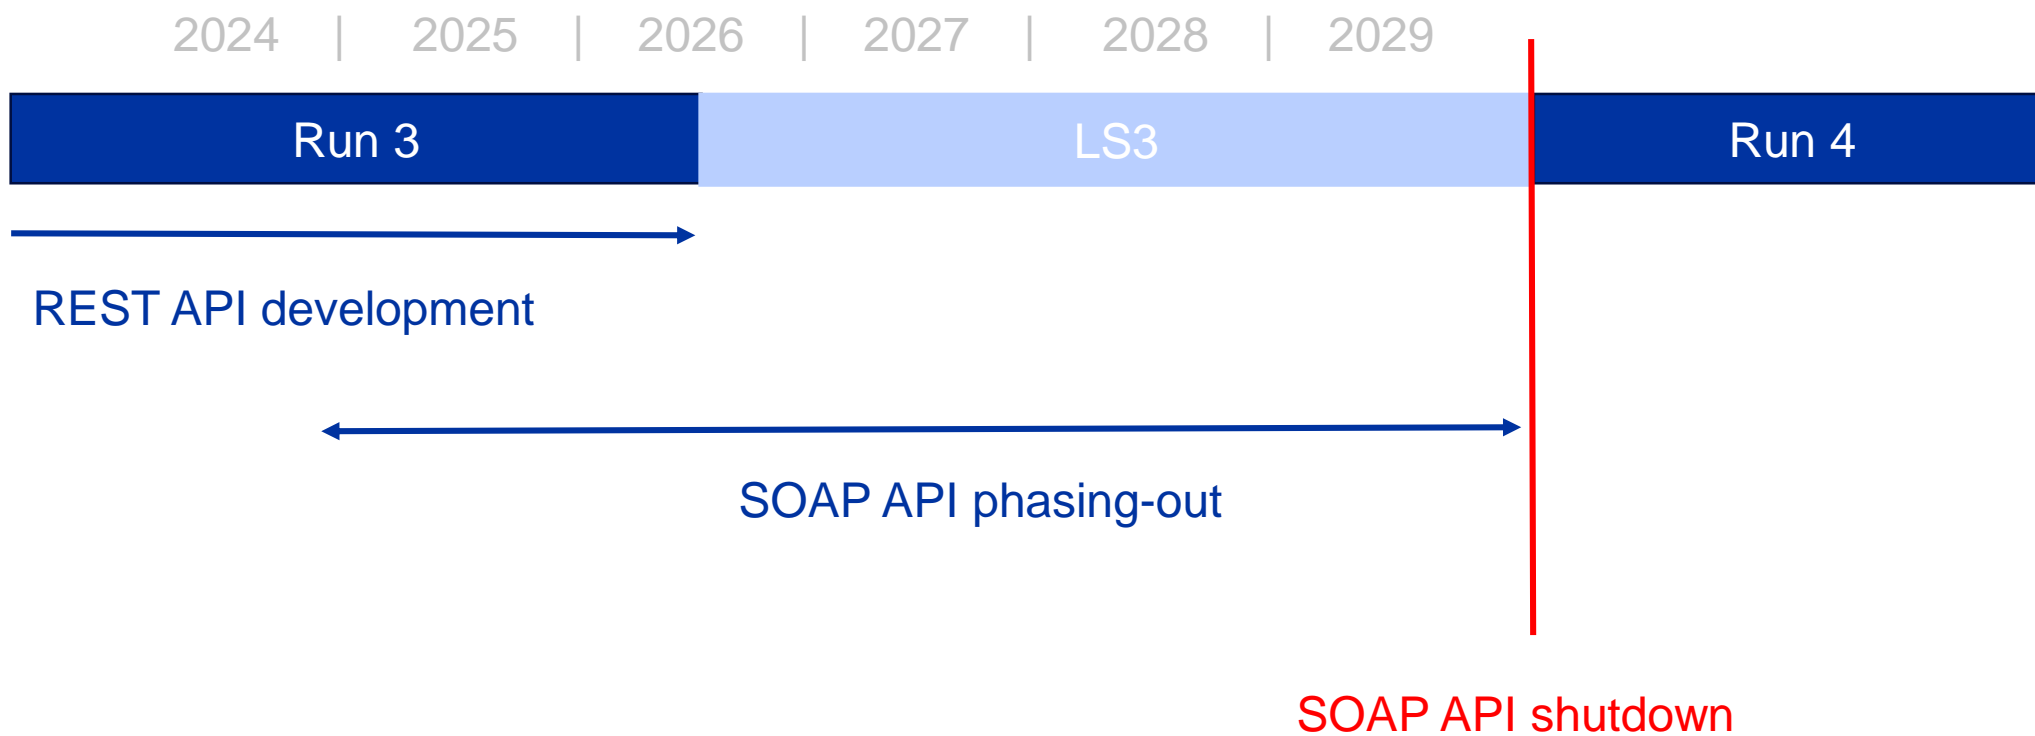 2024 | 2025 | 2026 | 2027 | 2028 | 2029
Run 3 LS3 Run 4
REST API development
SOAP API phasing-out
SOAP API shutdown